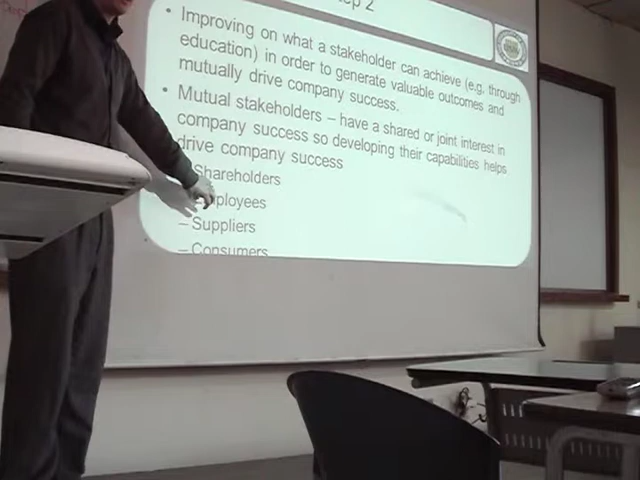 2
• Improving on what a stakeholder can achieve (e.g. through
education) in order to generate valuable outcomes and
mutually drive company success.
• Mutual stakeholders – have a shared or joint interest in
company success so developing their capabilities helps
drive company success
Shareholders
– Suppliers
– Consumers